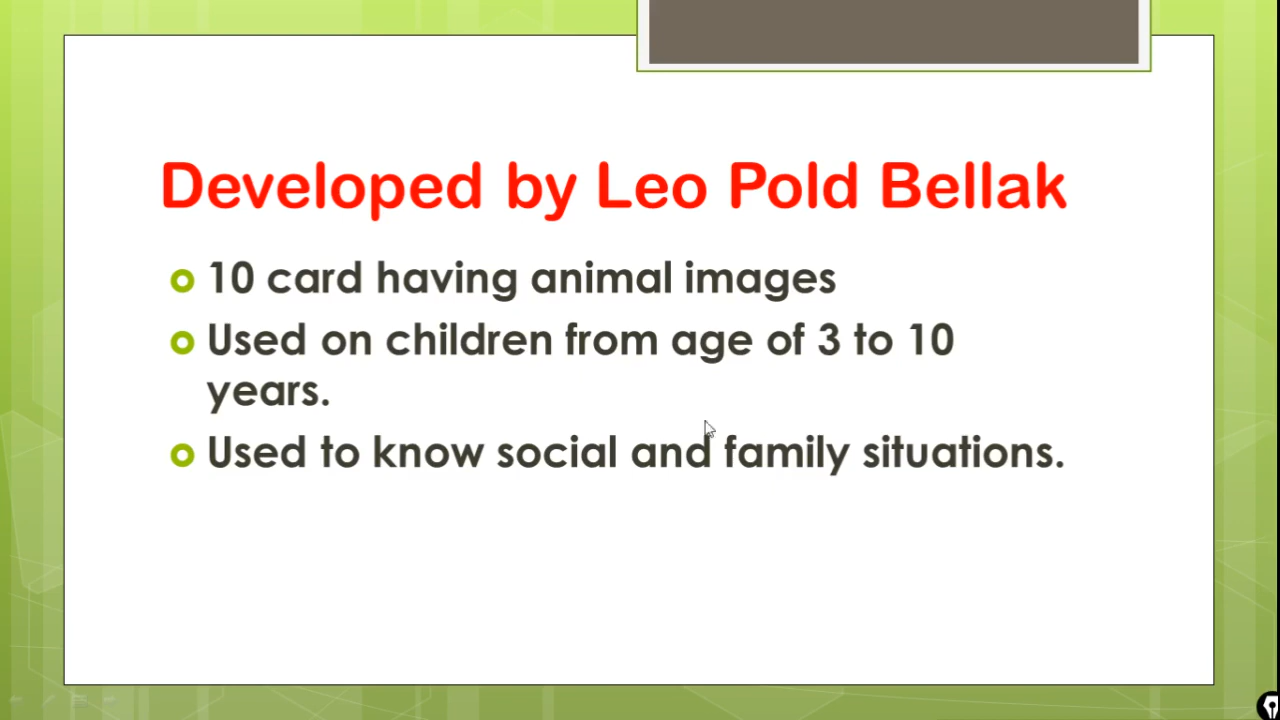 Developed by Leo Pold Bellak
10 card having animal images
Used on children from age of 3 to 10
years.
Used to know social and family situations.